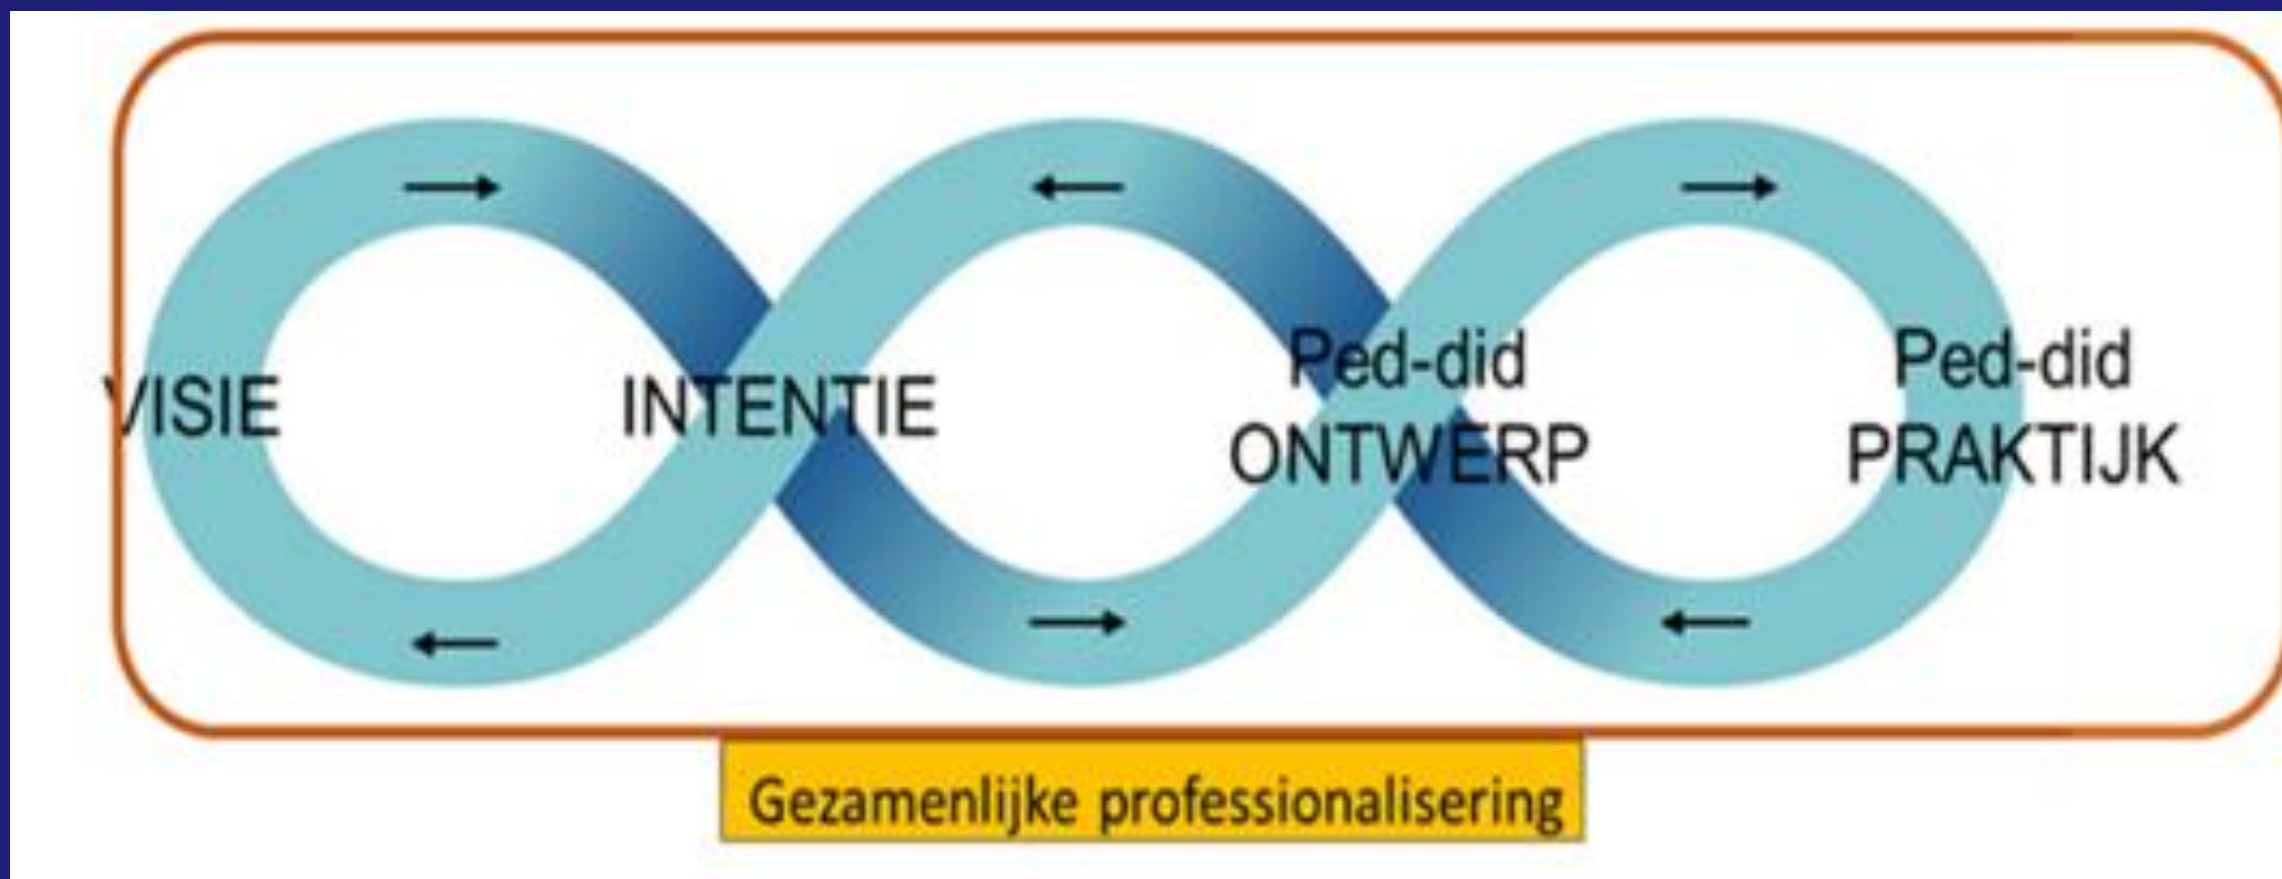 VISIE
INTENTIE
Ped-did
ONTWERP
Ped-did
PRAKTIJK
Gezamenlijke professionalisering